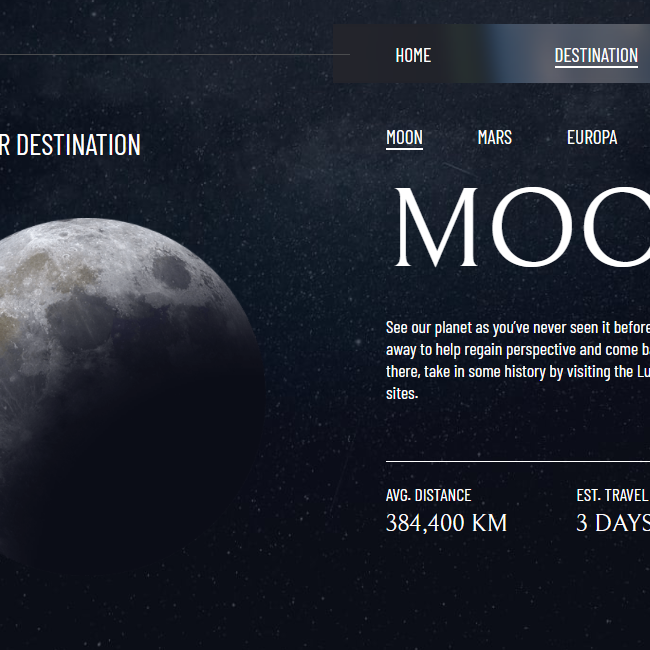 HOME DESTINATION
R DESTINATION
MOON MARS EUROPA
MOO
See our planet as you've never seen it before
away to help regain perspective and come b
there, take in some history by visiting the Lu
sites.
AVG. DISTANCE EST. TRAVEL
384,400 KM 3 DAYS